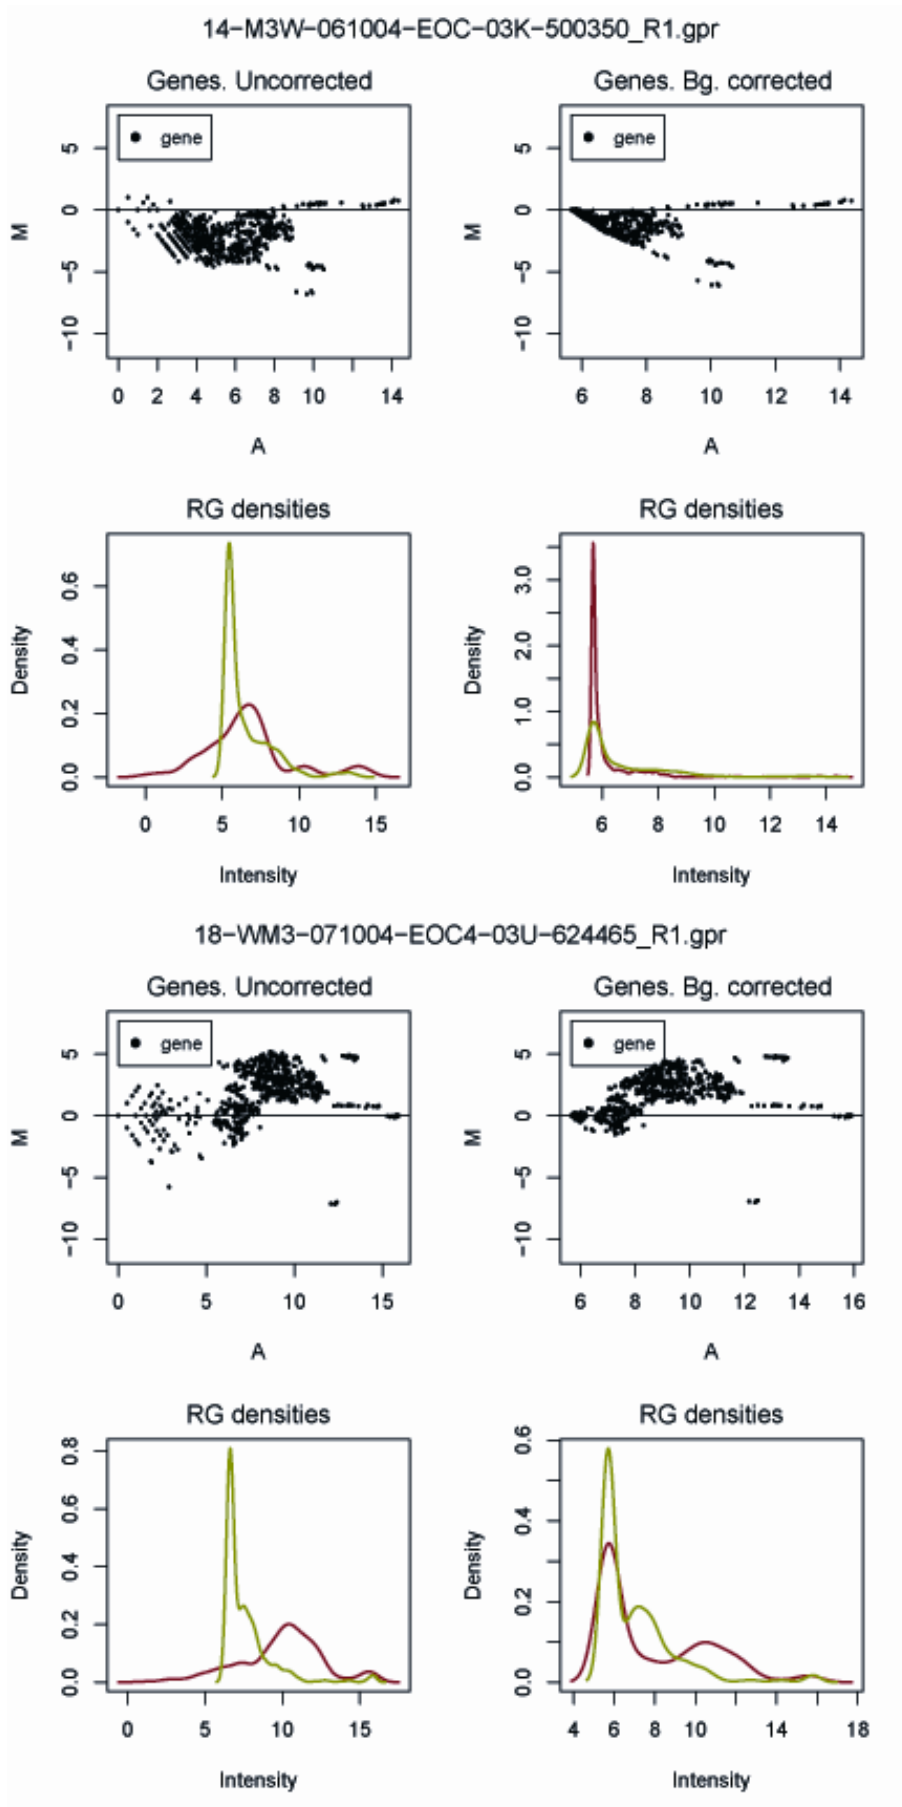 14-M3W-061004-EOC-03K-500350_R1.gpr
Genes. Uncorrected
Genes. Bg. corrected
gene
gene
M
5
0
-5
-10
M
5
0
-5
-10
0 2 4 6 8 10 14
6 8 10 12 14
A
A
RG densities
RG densities
Density
0.6
0.4
0.2
0.0
Density
3.0
2.0
1.0
0.0
0 5 10 15
6 8 10 12 14
Intensity
Intensity
18-WM3-071004-EOC4-03U-624465_R1.gpr
Genes. Uncorrected
Genes. Bg. corrected
gene
gene
M
5
0
-5
-10
M
5
0
-5
-10
0 5 10 15
6 8 10 12 14 16
A
A
RG densities
RG densities
Density
0.8
0.6
0.4
0.2
0.0
Density
0.6
0.4
0.2
0.0
0 5 10 15
4 6 8 10 14 18
Intensity
Intensity